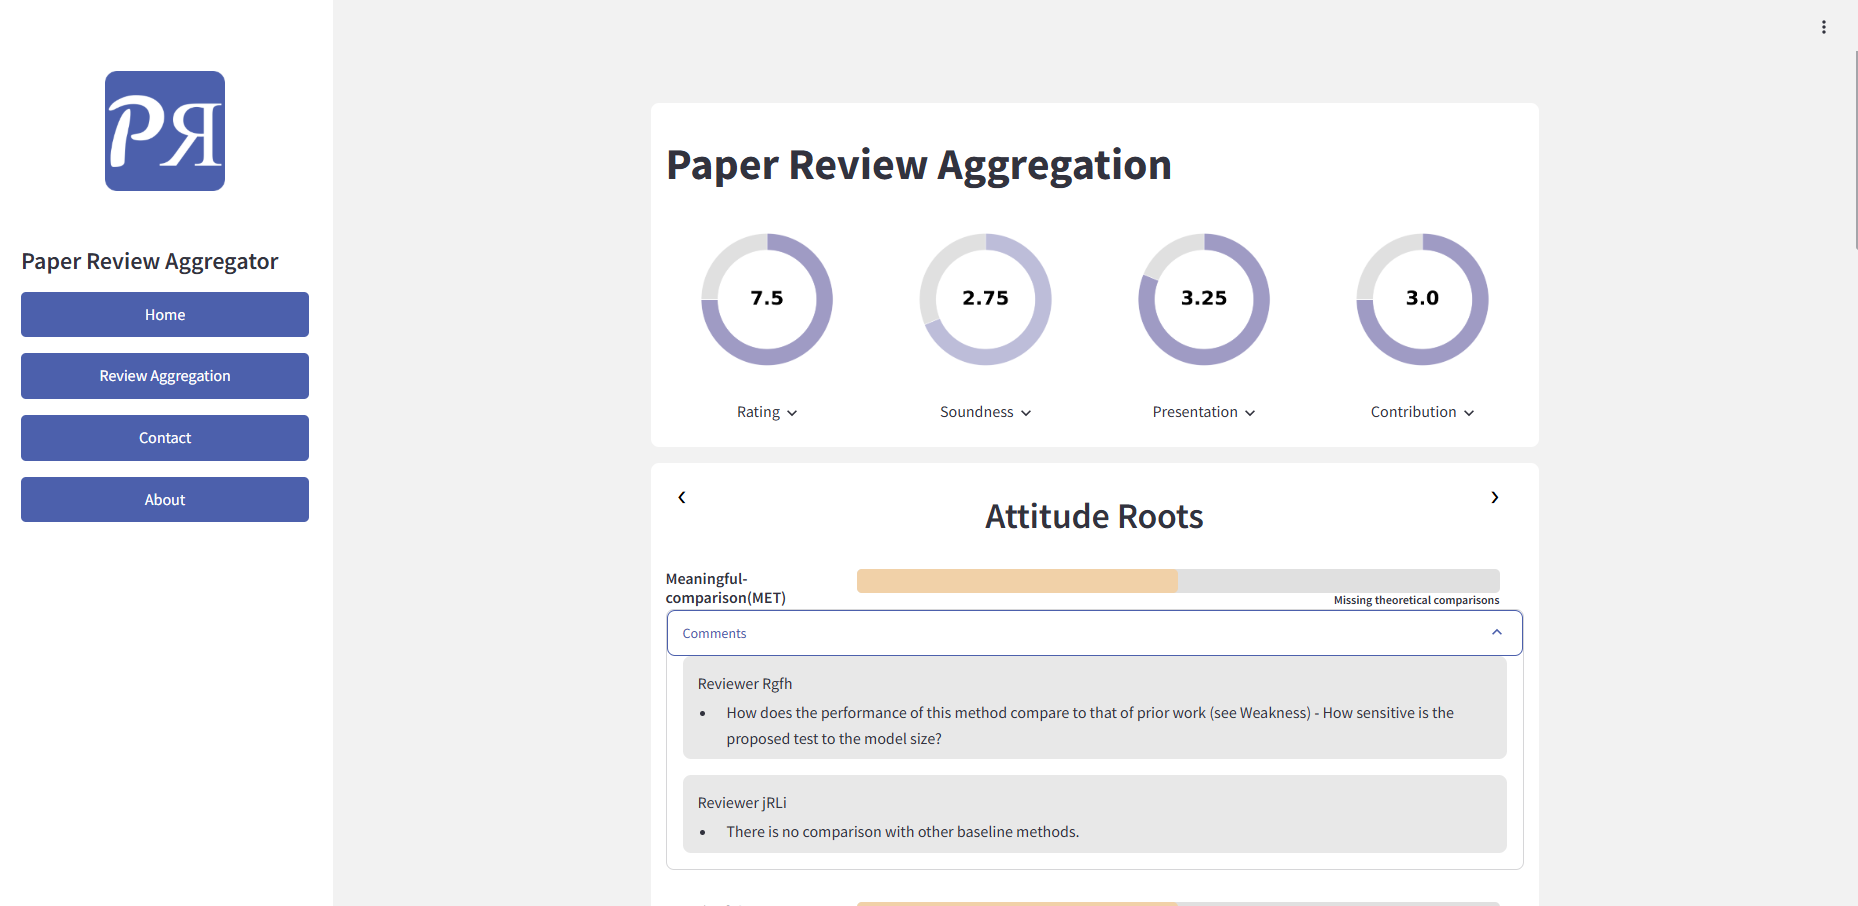 PЯ
Paper Review Aggregator
Home
Review Aggregation
Contact
About
Paper Review Aggregation
7.5
2.75
3.25
3.0
Rating
Soundness
Presentation
Contribution
Attitude Roots
Meaningful-
comparison(MET)
Missing theoretical comparisons
Comments
Reviewer Rgfh
• How does the performance of this method compare to that of prior work (see Weakness) - How sensitive is the
proposed test to the model size?
Reviewer jRLi
• There is no comparison with other baseline methods.